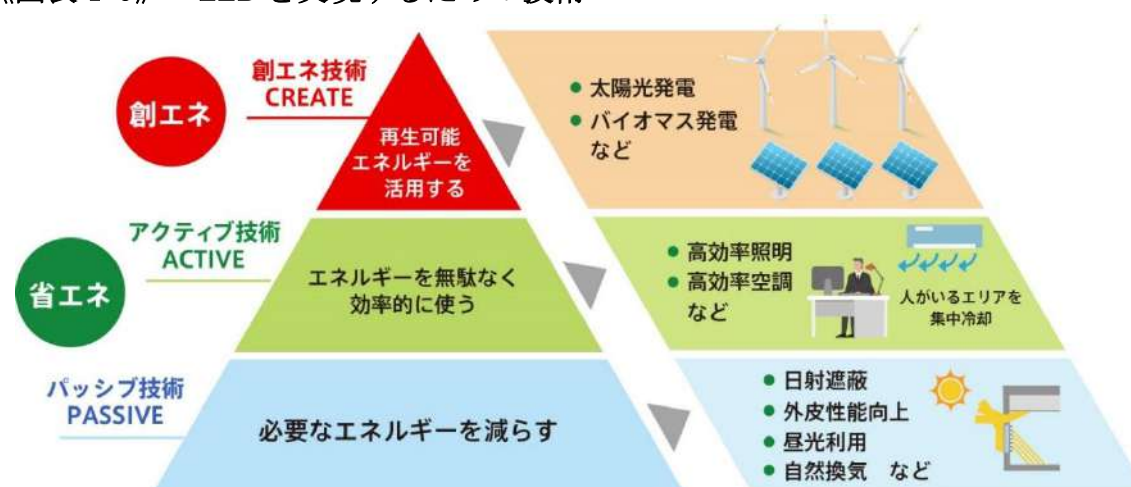 創エネ
創エネ技術
CREATE
再生可能
エネルギーを
活用する
● 太陽光発電
● バイオマス発電
など
省エネ
アクティブ技術
ACTIVE
エネルギーを無駄なく
効率的に使う
● 高効率照明
● 高効率空調
など
人がいるエリアを
集中冷却
パッシブ技術
PASSIVE
必要なエネルギーを減らす
● 日射遮蔽
● 外皮性能向上
● 昼光利用
● 自然換気 など